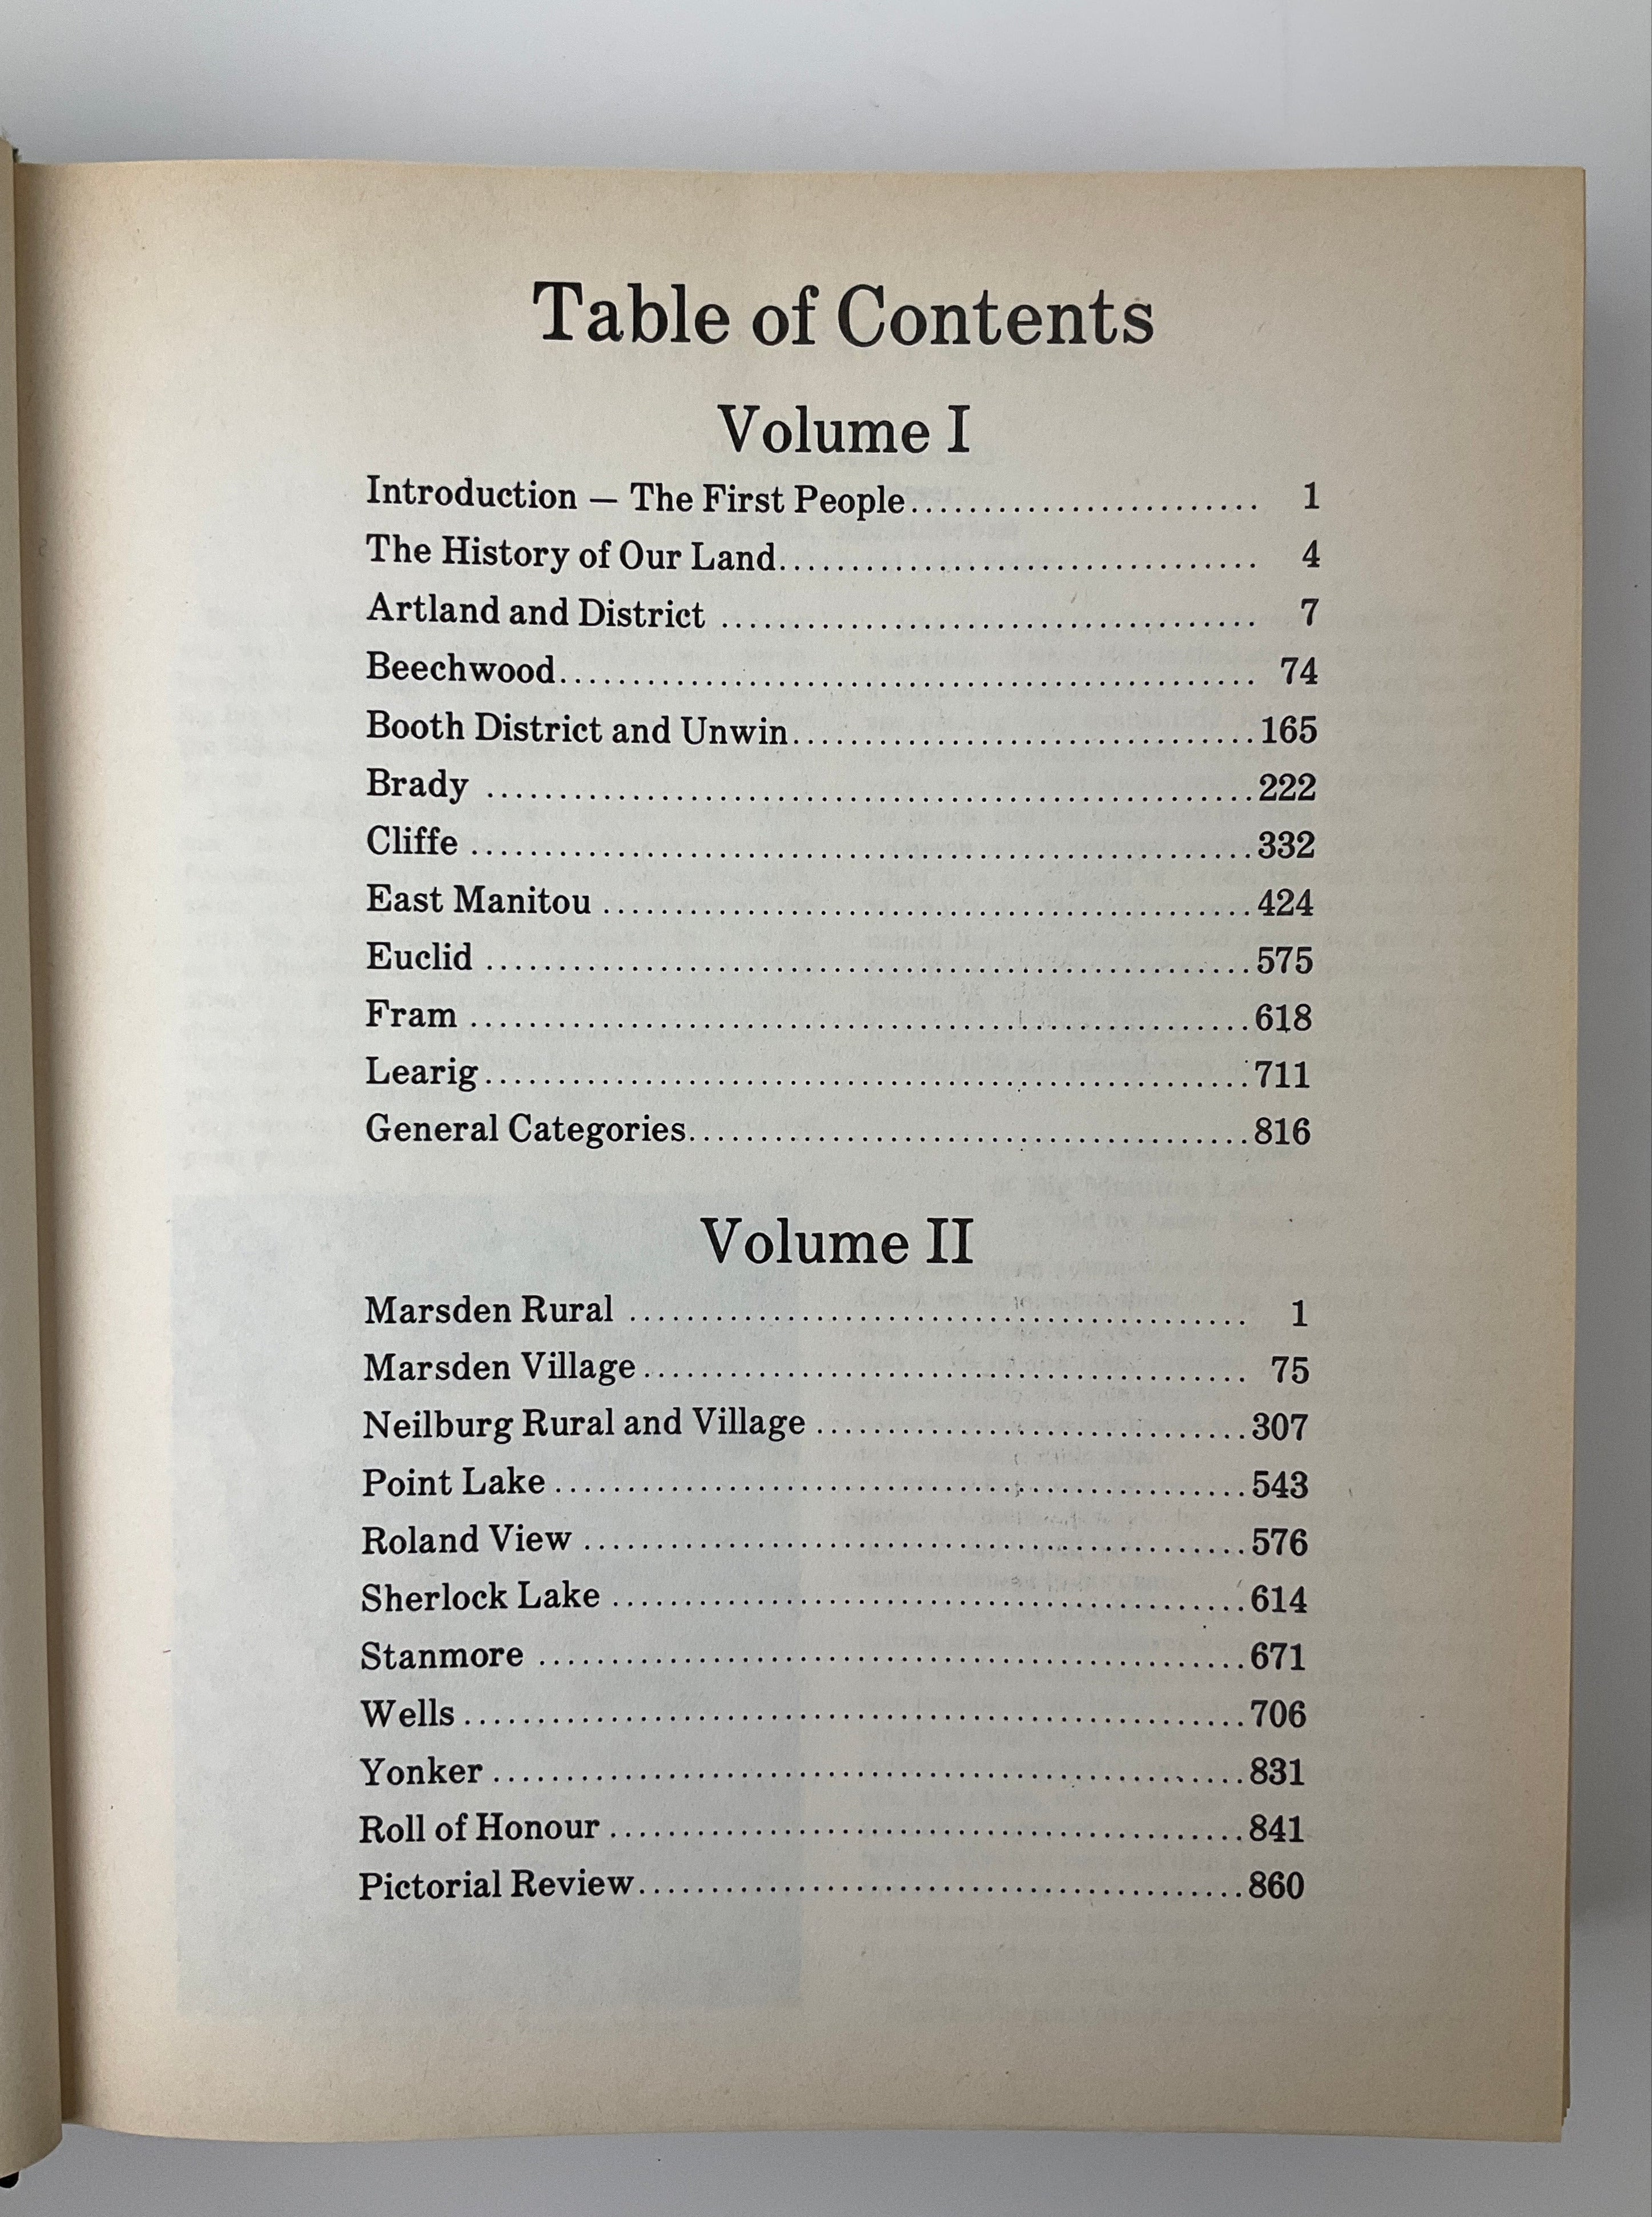 Table of Contents
Volume I
Introduction — The First People........................ 1
The History of Our Land................................. 4
Artland and District ..................................... 7
Beechwood................................................ 74
Booth District and Unwin................................165
Brady .....................................................222
Cliffe ......................................................332
East Manitou .............................................424
Euclid .....................................................575
Fram ......................................................618
Learig.....................................................711
General Categories.......................................816
Volume II
Marsden Rural ........................................... 1
Marsden Village.......................................... 75
Neilburg Rural and Village ..............................307
Point Lake ................................................543
Roland View ..............................................576
Sherlock Lake ............................................614
Stanmore .................................................671
Wells ......................................................706
Yonker ....................................................831
Roll of Honour ............................................841
Pictorial Review..........................................860